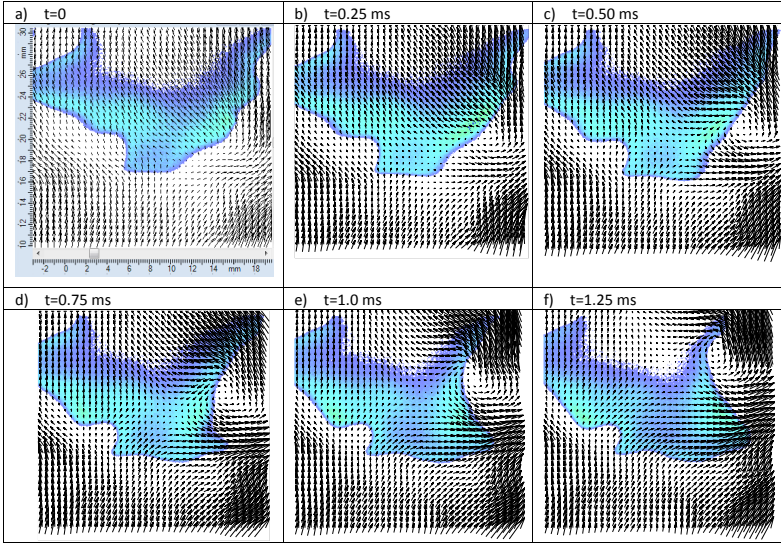 a) t=0
b) t=0.25 ms
c) t=0.50 ms
30
mm
26
24
22
20
18
16
14
12
10
-2 0 2 4 6 8 10 12 14 mm 18
d) t=0.75 ms
e) t=1.0 ms
f) t=1.25 ms